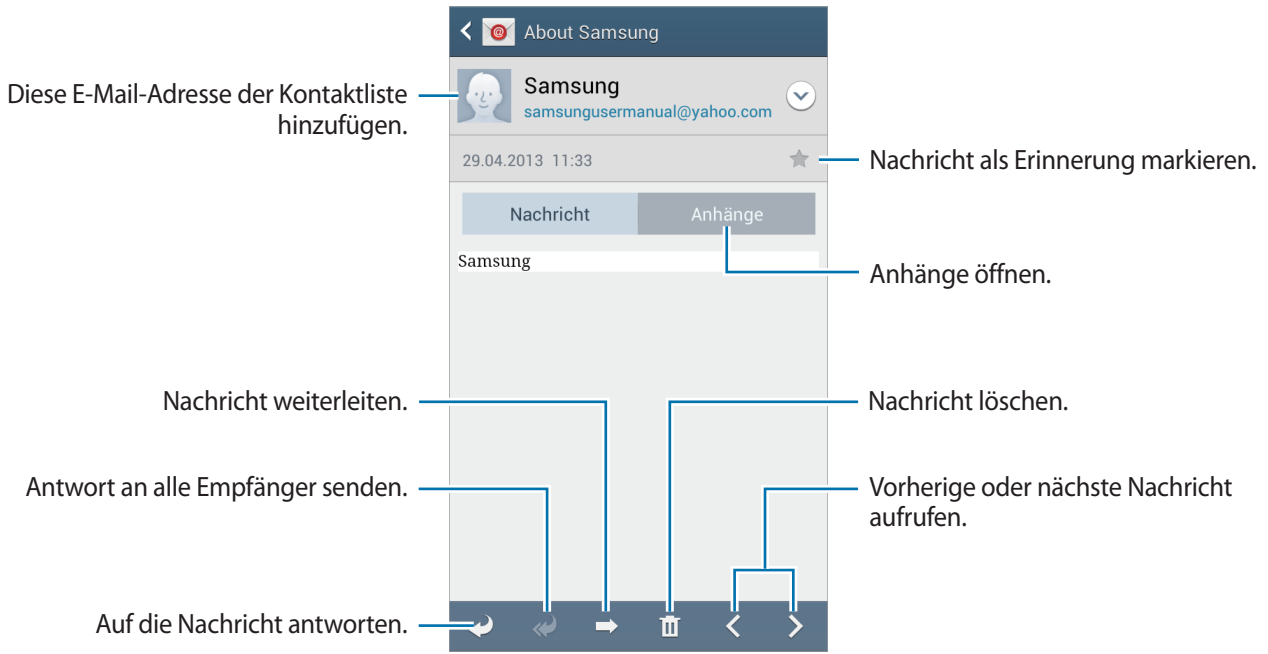 About Samsung
Diese E-Mail-Adresse der Kontaktliste
hinzufügen.
Samsung
samsungusermanual@yahoo.com
29.04.2013 11:33
Nachricht als Erinnerung markieren.
Nachricht
Anhänge
Samsung
Anhänge öffnen.
Nachricht weiterleiten.
Nachricht löschen.
Antwort an alle Empfänger senden.
Vorherige oder nächste Nachricht
aufrufen.
Auf die Nachricht antworten.